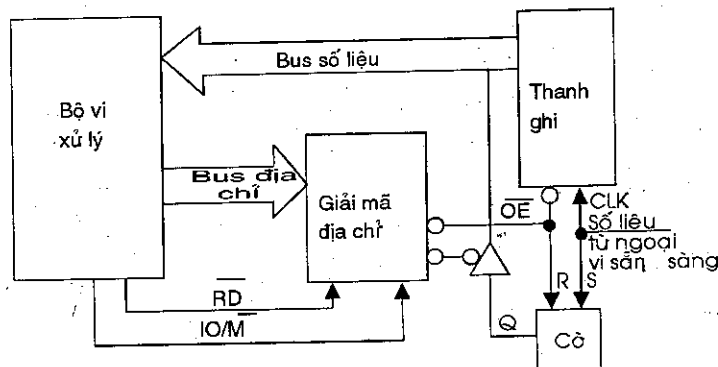 Bus số liệu
Bộ vi
xử lý
Thanh
ghi
Bus địa
chỉ
Giải mã
địa chỉ
OE
CLK
Số liệu
từ ngoại
vi sẵn sàng
RD
IO/M
R
S
Q
Cờ